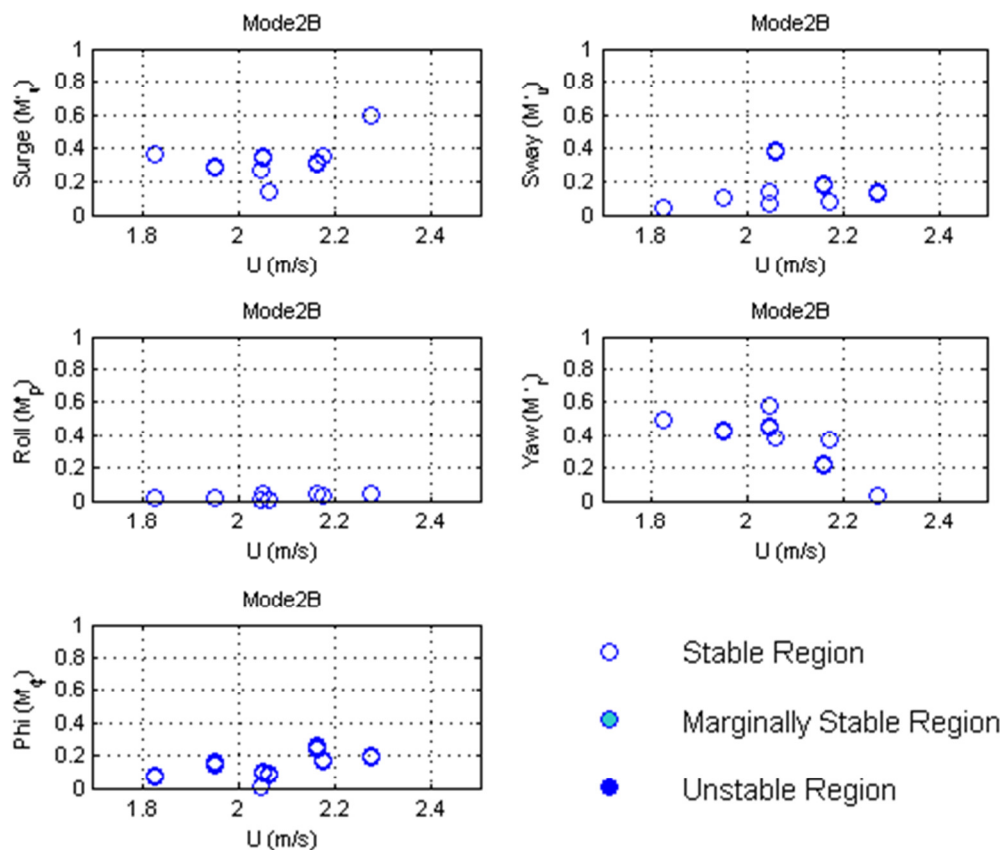 Mode2B
1
0.8
0.6
0.4
0.2
0
Surge (M'
1.8 2 2.2 2.4
U (m/s)
Mode2B
1
0.8
0.6
0.4
0.2
0
Sway (M'
1.8 2 2.2 2.4
U (m/s)
Mode2B
1
0.8
0.6
0.4
0.2
0
Roll (M'p)
1.8 2 2.2 2.4
U (m/s)
Mode2B
1
0.8
0.6
0.4
0.2
0
Yaw (M'r)
1.8 2 2.2 2.4
U (m/s)
Mode2B
1
0.8
0.6
0.4
0.2
0
Phi (M'
1.8 2 2.2 2.4
U (m/s)
Stable Region
Marginally Stable Region
Unstable Region